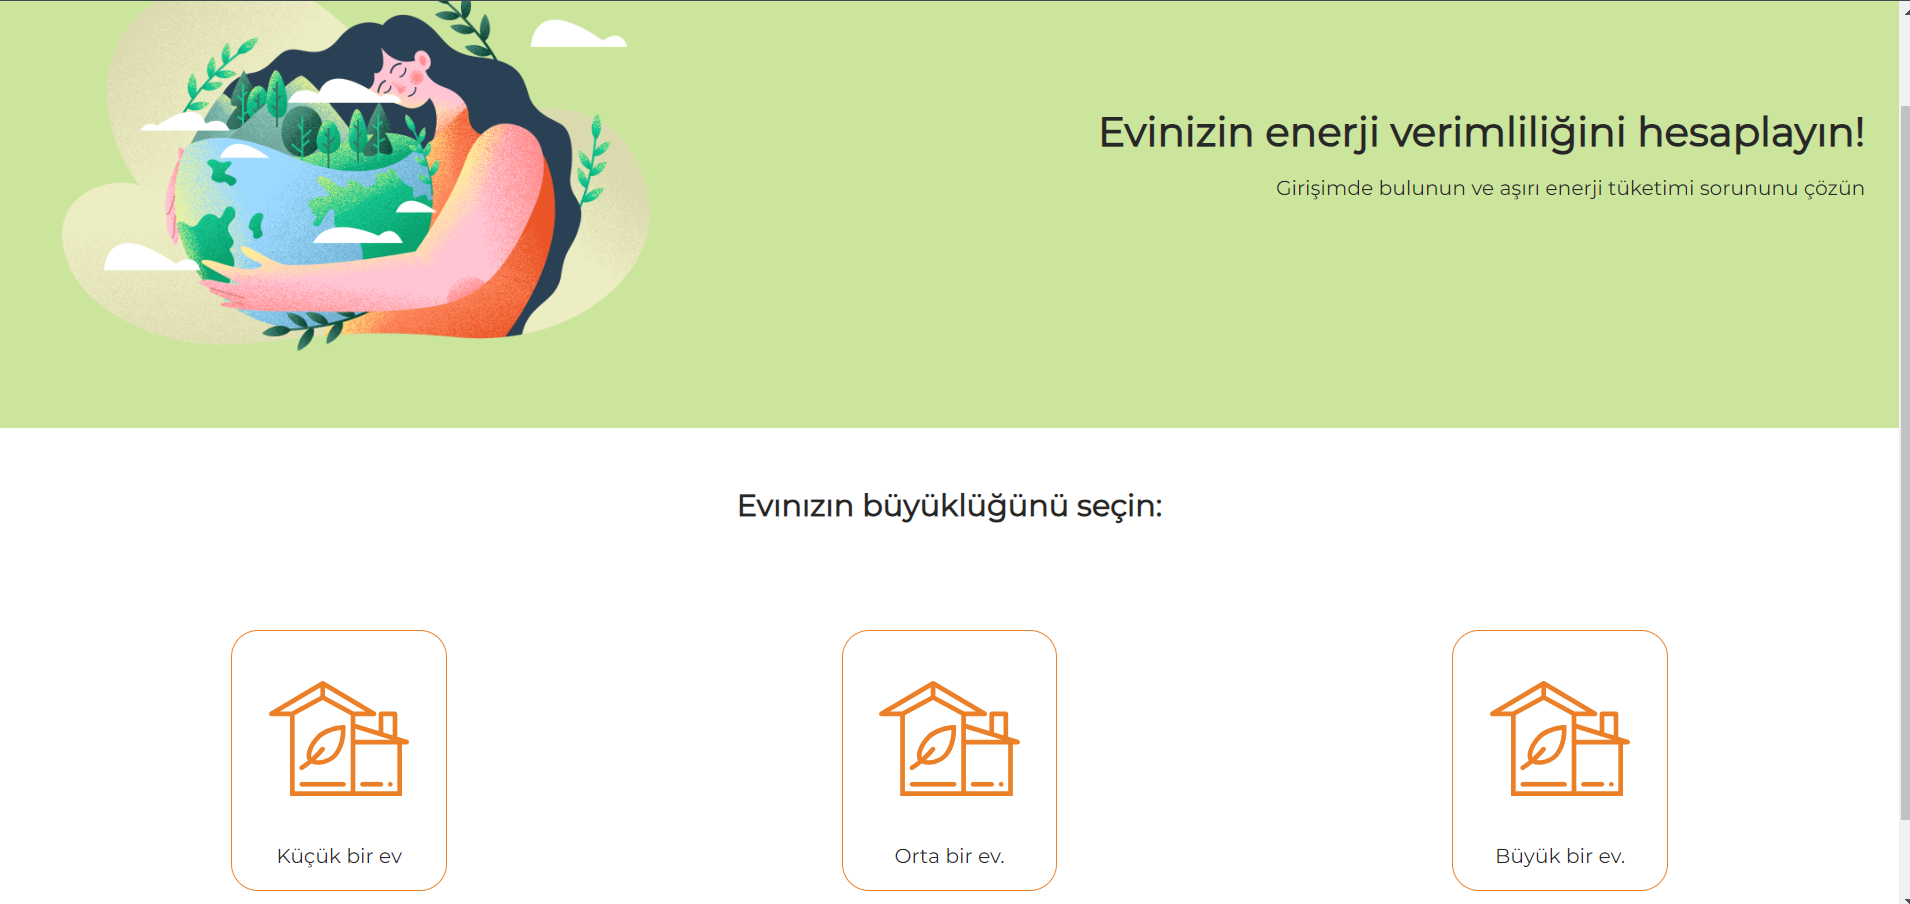 Evinizin enerji verimliliğini hesaplayın!
Girişimde bulunun ve aşırı enerji tüketimi sorununu çözün
Evınızın büyüklüğünü seçin:
Küçük bir ev
Orta bir ev.
Büyük bir ev.